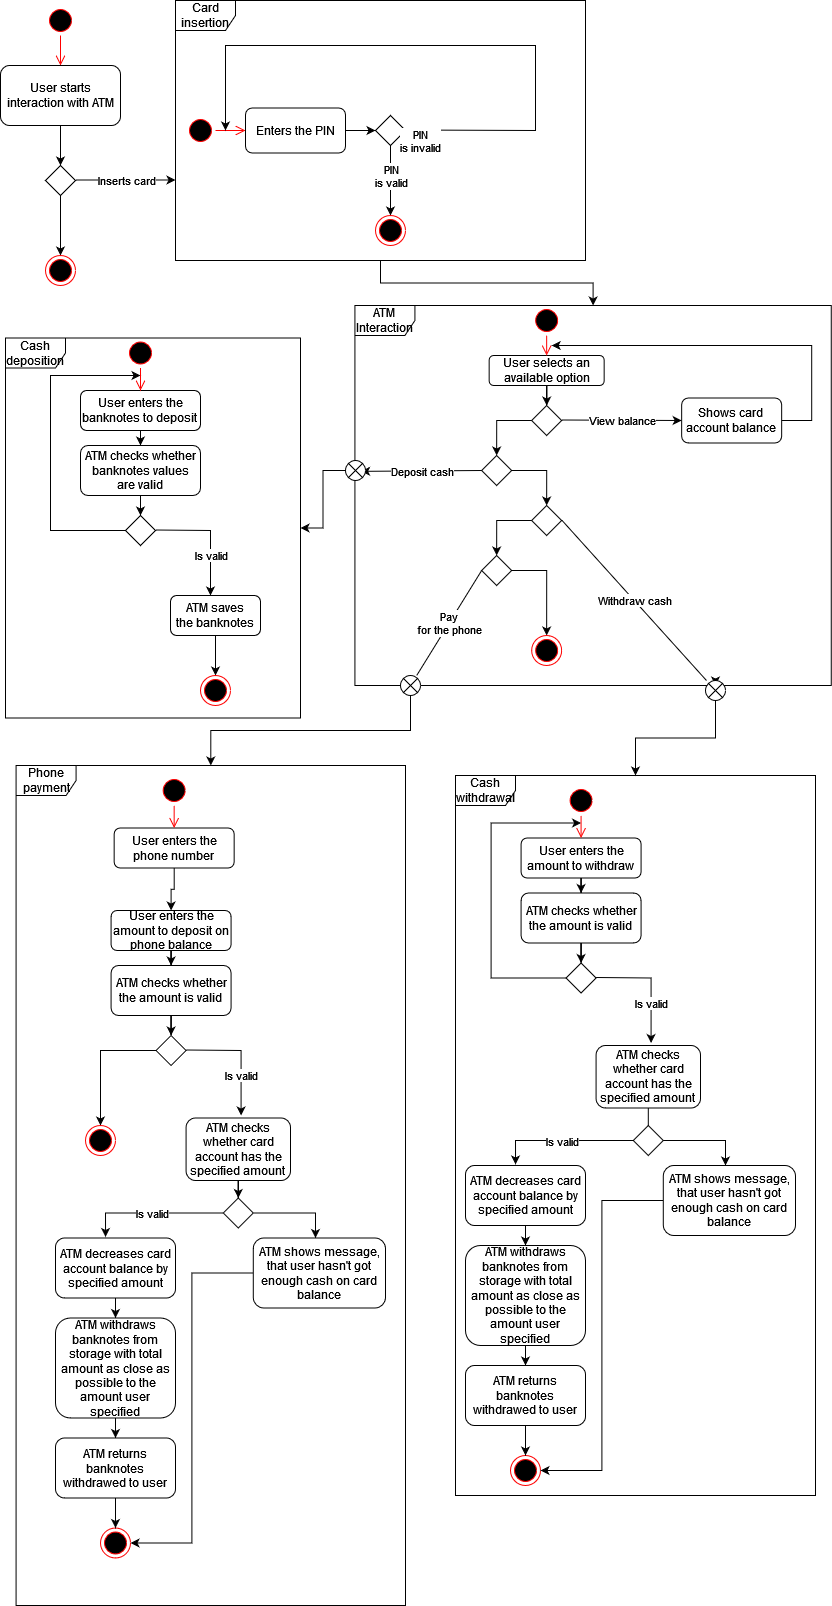 User starts
interaction with ATM
Inserts card
Card
insertion
Enters the PIN
PIN
is invalid
PIN
is valid
ATM
Interaction
User selects an
available option
View balance
Shows card
account balance
Deposit cash
Withdraw cash
Pay
for the phone
Cash
deposition
User enters the
banknotes to deposit
ATM checks whether
banknotes values
are valid
Is valid
ATM saves
the banknotes
Phone
payment
User enters the
phone number
User enters the
amount to deposit on
phone balance
ATM checks whether
the amount is valid
Is valid
ATM checks
whether card
account has the
specified amount
Is valid
ATM decreases card
account balance by
specified amount
ATM shows message,
that user hasn't got
enough cash on card
balance
ATM withdraws
banknotes from
storage with total
amount as close as
possible to the
amount user
specified
ATM returns
banknotes
withdrawed to user
Cash
withdrawal
User enters the
amount to withdraw
ATM checks whether
the amount is valid
Is valid
ATM checks
whether card
account has the
specified amount
Is valid
ATM decreases card
account balance by
specified amount
ATM shows message,
that user hasn't got
enough cash on card
balance
ATM withdraws
banknotes from
storage with total
amount as close as
possible to the
amount user
specified
ATM returns
banknotes
withdrawed to user